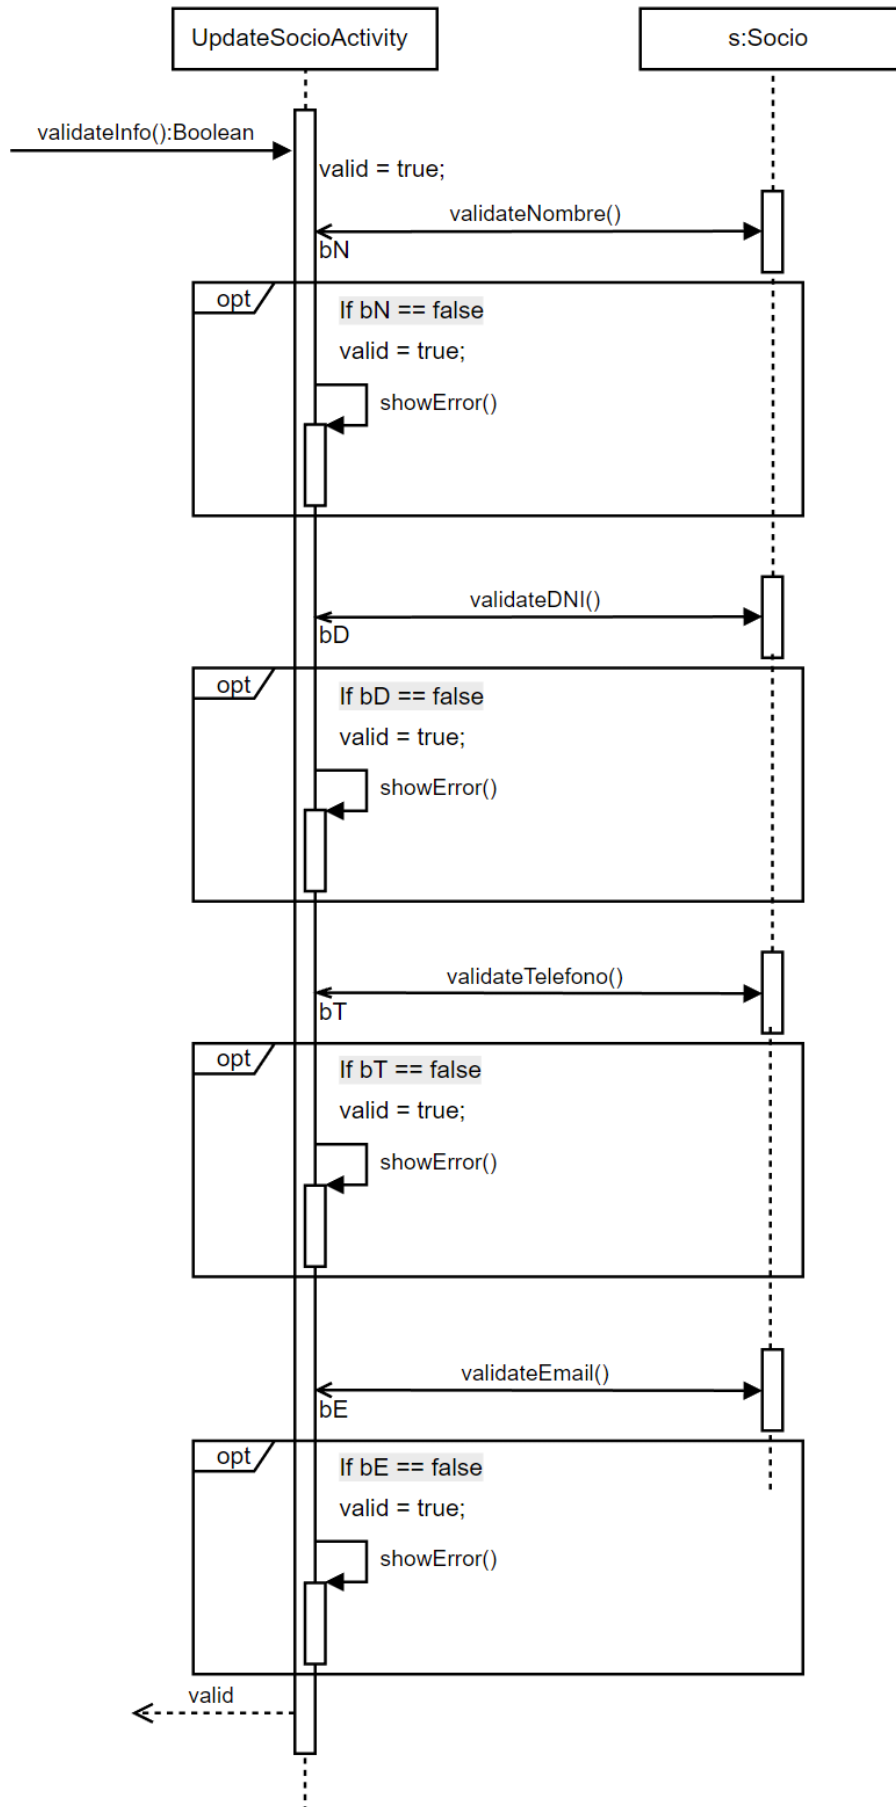 UpdateSocioActivity
s:Socio
validateInfo():Boolean
valid = true;
validateNombre()
bN
opt
If bN == false
valid = true;
showError()
validateDNI()
bD
opt
If bD == false
valid = true;
showError()
validateTelefono()
bT
opt
If bT == false
valid = true;
showError()
validateEmail()
bE
opt
If bE == false
valid = true;
showError()
valid